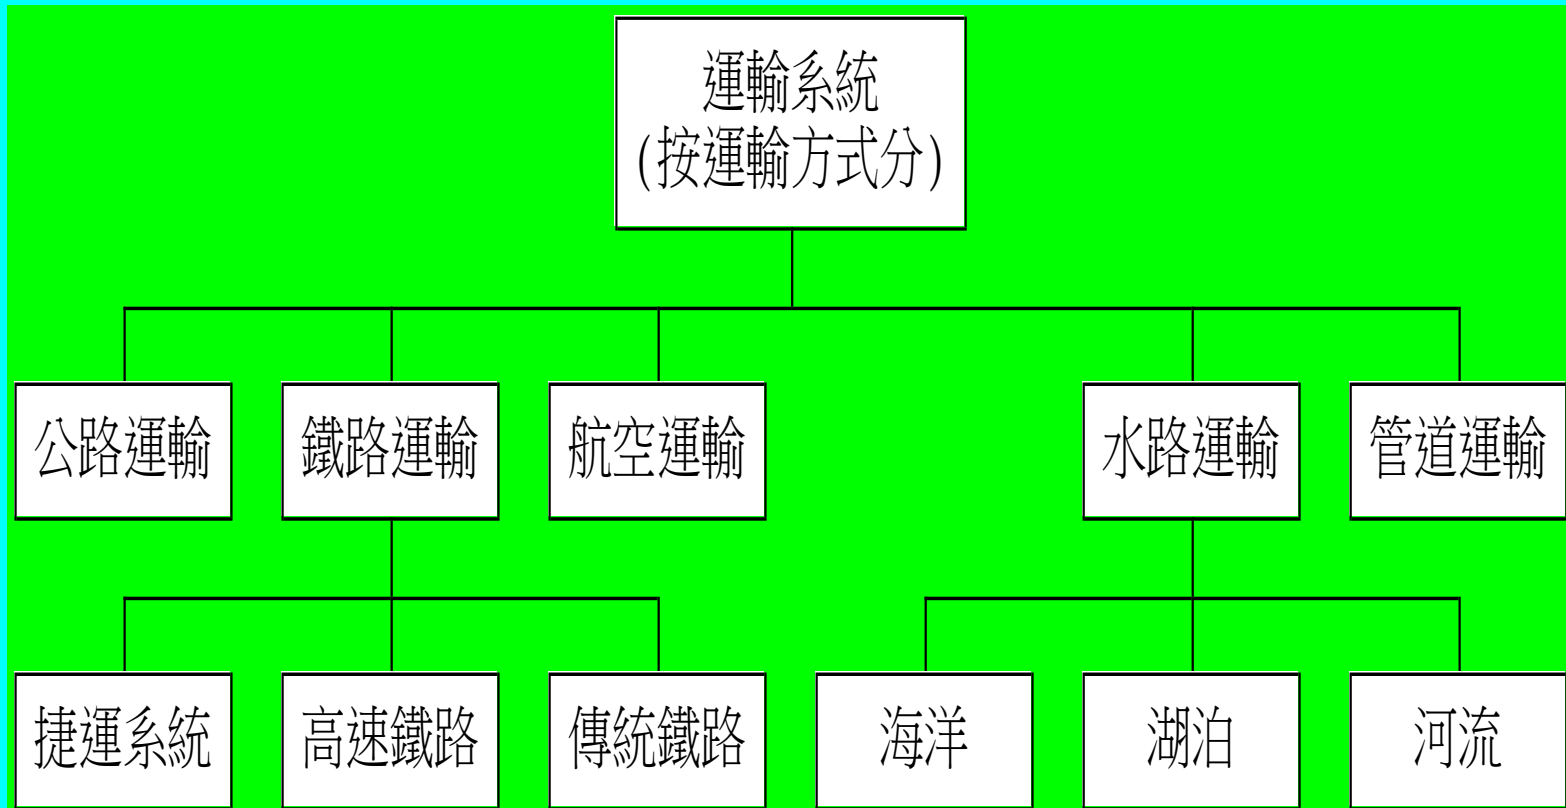 運輸系統
(按運輸方式分)
公路運輸
鐵路運輸
航空運輸
水路運輸
管道運輸
捷運系統
高速鐵路
傳統鐵路
海洋
湖泊
河流